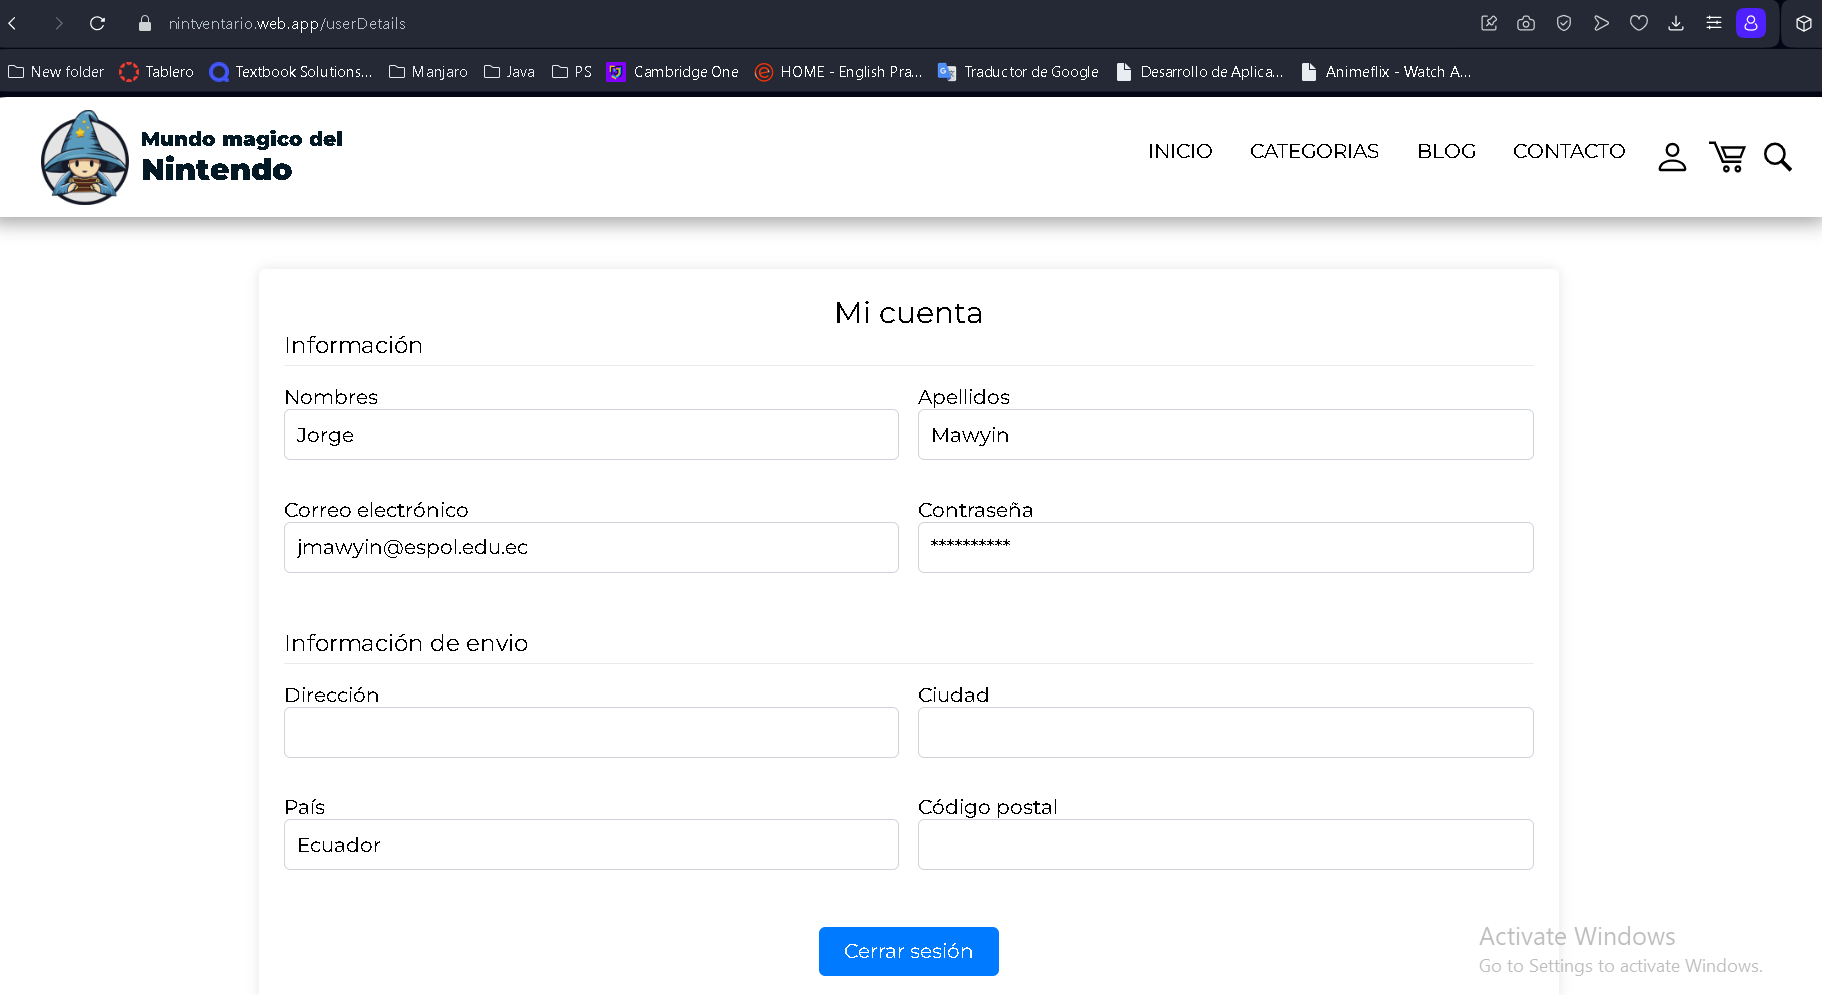 nintventario.web.app/userDetails
New folder Tablero Textbook Solutions... Manjaro Java PS Cambridge One HOME - English Pra... Traductor de Google Desarrollo de Aplica... Animeflix - Watch A...
Mundo magico del
Nintendo
INICIO CATEGORIAS BLOG CONTACTO
Mi cuenta
Información
Nombres Apellidos
Jorge Mawyin
Correo electrónico Contraseña
jmawyin@espol.edu.ec **********
Información de envio
Dirección Ciudad
País Código postal
Ecuador
Cerrar sesión
Activate Windows
Go to Settings to activate Windows.